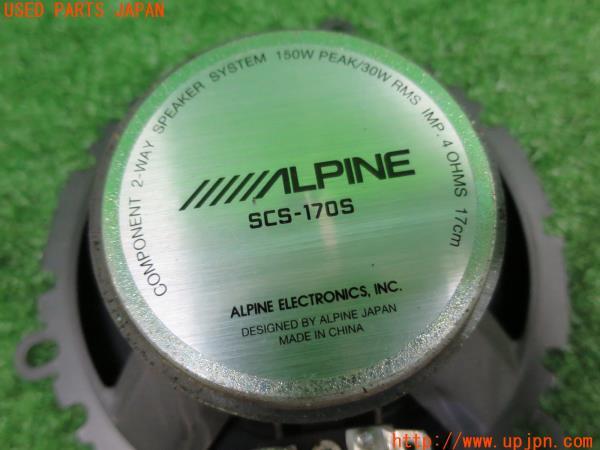 USED PARTS JAPAN
COMPONENT 2-WAY SPEAKER SYSTEM 150W PEAK/30W RMS IMP. 4 OHMS 17cm
ALPINE
SCS-170S
ALPINE ELECTRONICS, INC.
DESIGNED BY ALPINE JAPAN
MADE IN CHINA
http://www.upjpn.com/